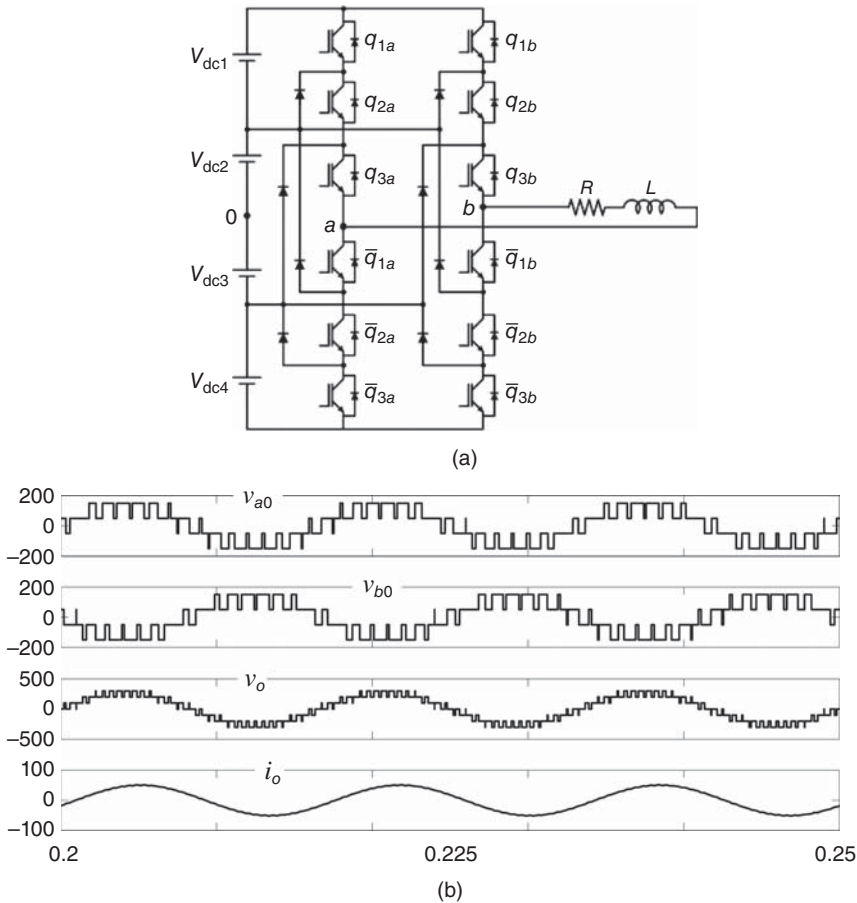 V_dc1
q_1a
q_1b
q_2a
q_2b
V_dc2
q_3a
q_3b
R
L
b
0
a
q̅_1a
q̅_1b
V_dc3
q̅_2a
q̅_2b
V_dc4
q̅_3a
q̅_3b
(a)
200
v_a0
0
−200
200
v_b0
0
−200
500
v_o
0
−500
100
i_o
0
−100
0.2
0.225
0.25
(b)